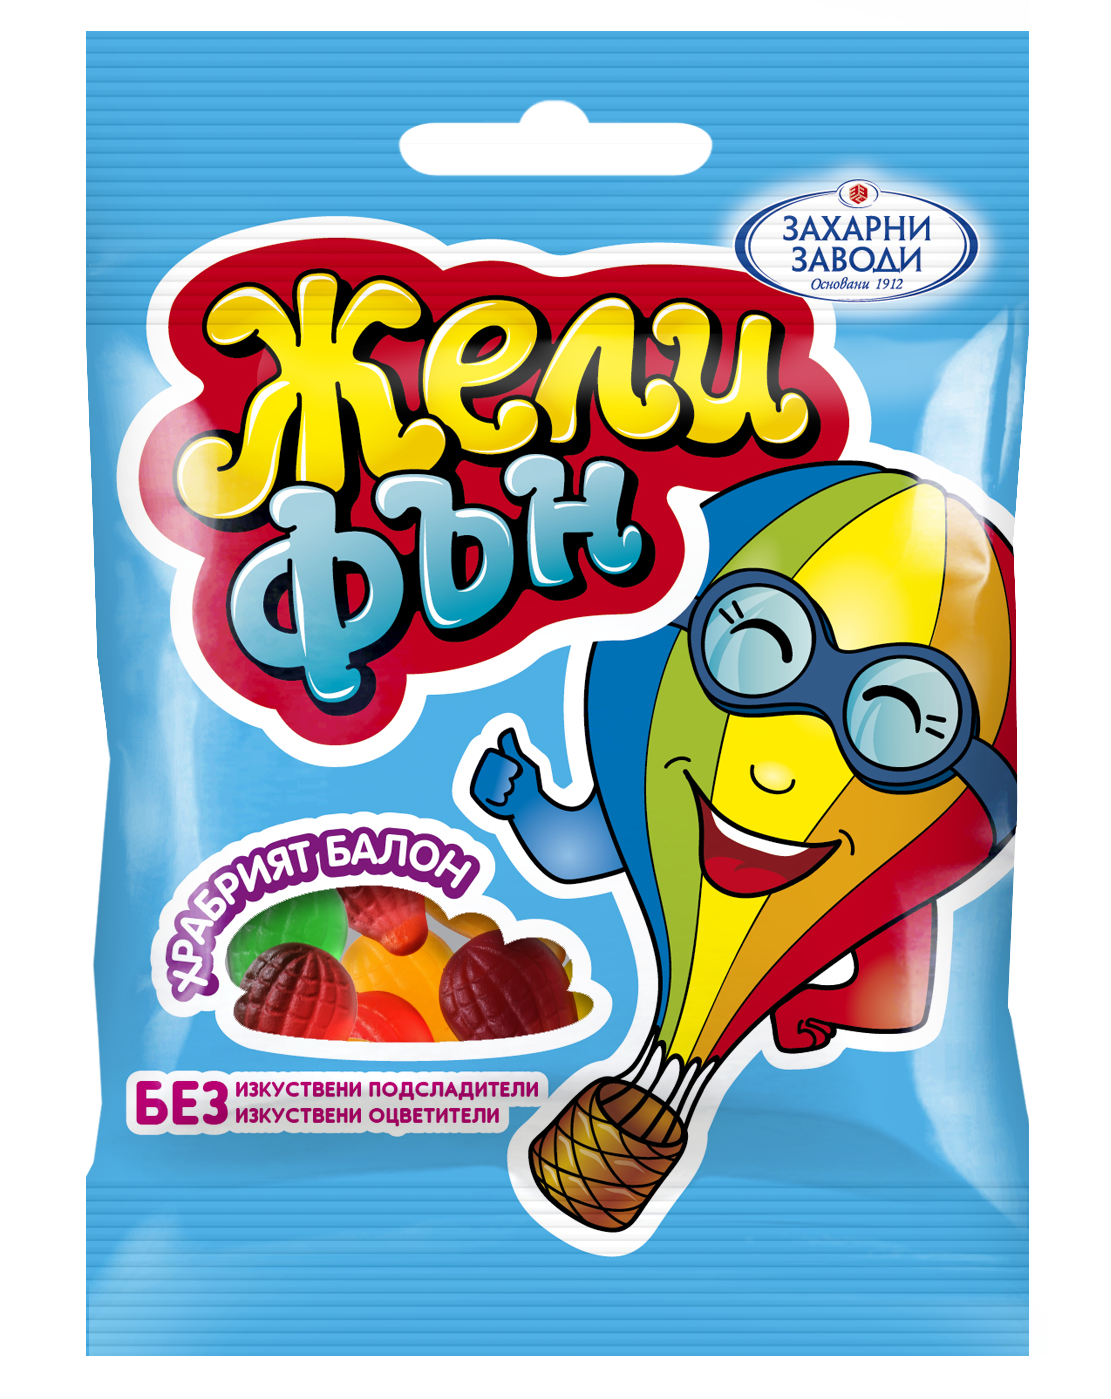 ЗАХАРНИ
ЗАВОДИ
Основани 1912
Жели
Фън
ХРАБРИЯТ БАЛОН
БЕЗ
ИЗКУСТВЕНИ ПОДСЛАДИТЕЛИ
ИЗКУСТВЕНИ ОЦВЕТИТЕЛИ